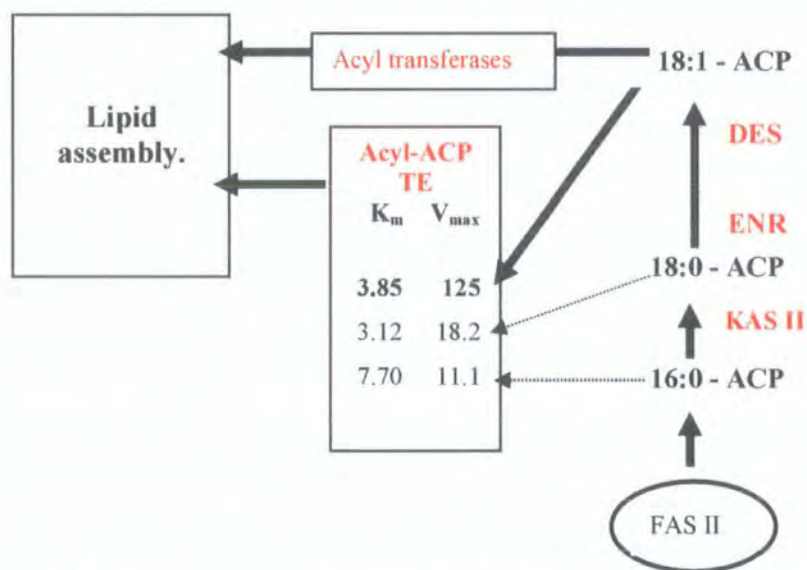 Acyl transferases
18:1 - ACP
Lipid
assembly.
DES
Acyl-ACP
TE
Km Vmax
ENR
18:0 - ACP
3.85 125
3.12 18.2
KAS II
7.70 11.1
16:0 - ACP
FAS II